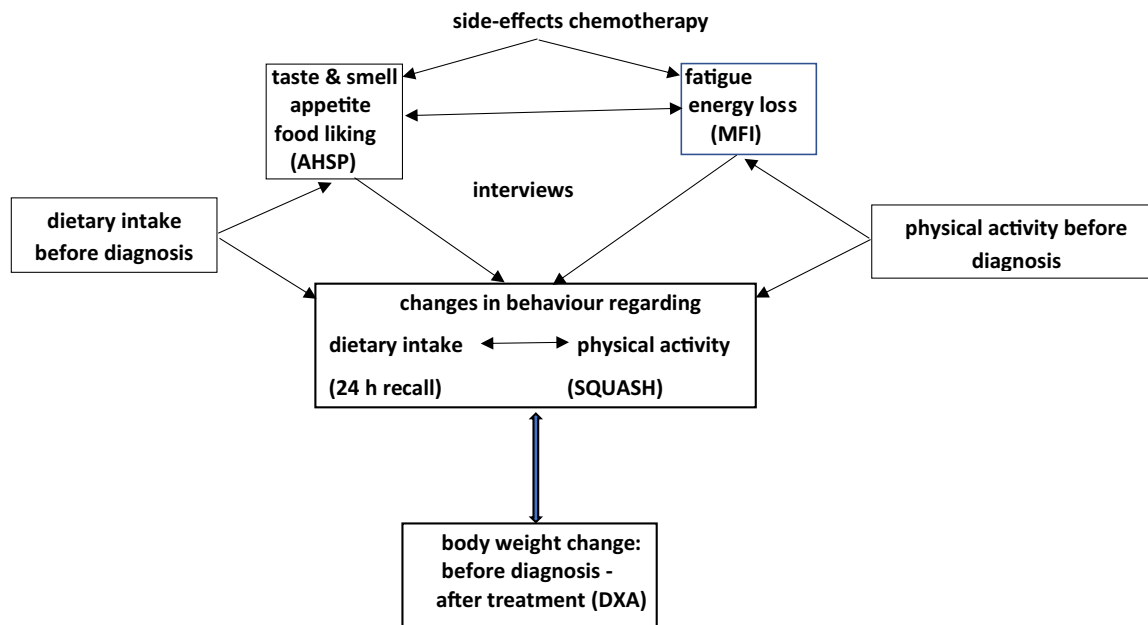 side-effects chemotherapy
taste & smell
appetite
food liking
(AHSP)
fatigue
energy loss
(MFI)
interviews
dietary intake
before diagnosis
physical activity before
diagnosis
changes in behaviour regarding
dietary intake physical activity
(24 h recall) (SQUASH)
body weight change:
before diagnosis -
after treatment (DXA)